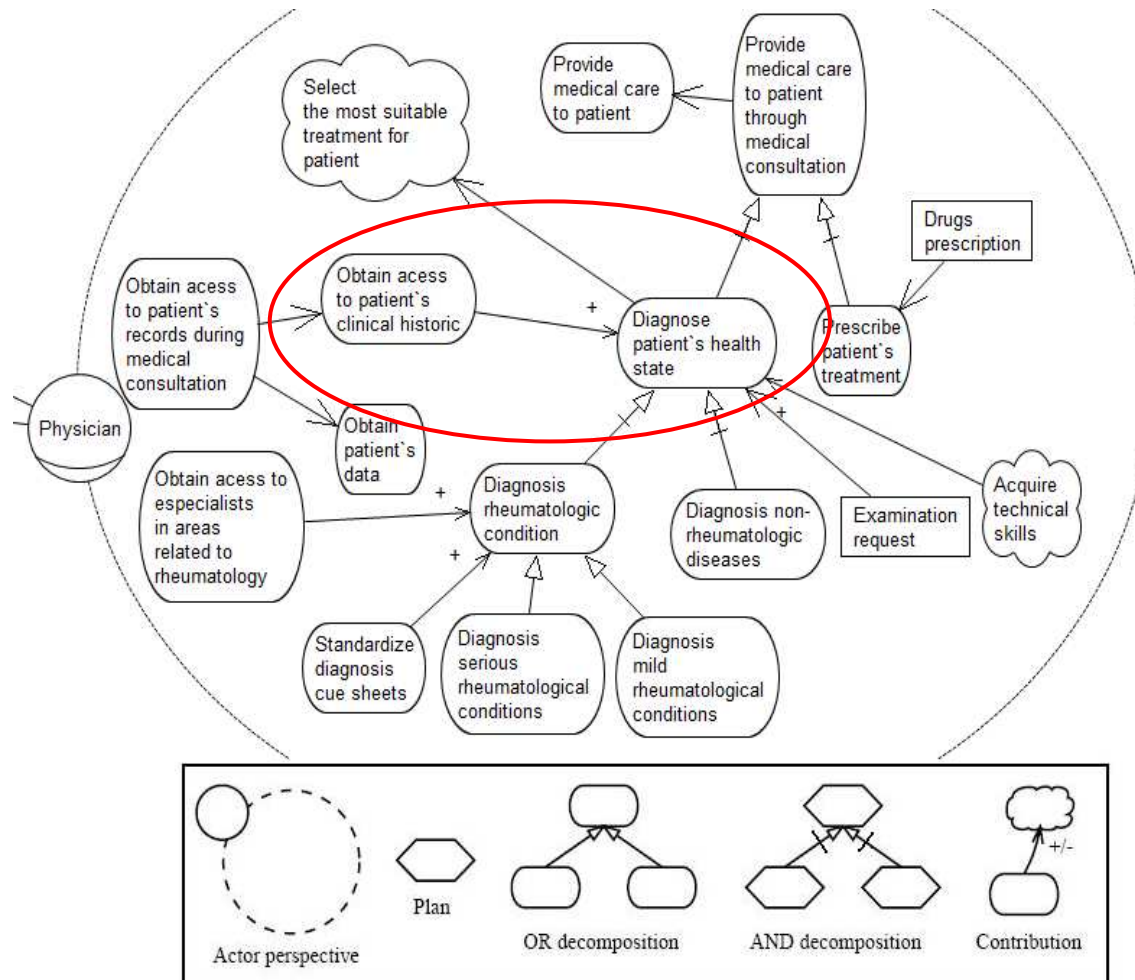 Select
the most suitable
treatment for
patient
Provide
medical care
to patient
Provide
medical care
to patient
through
medical
consultation
Drugs
prescription
Obtain acess
to patient`s
records during
medical
consultation
Obtain acess
to patient`s
clinical historic
+
Diagnose
patient`s health
state
Prescribe
patient`s
treatment
Physician
Obtain
patient`s
data
+
Obtain acess to
especialists
in areas
related to
rheumatology
+
Diagnosis
rheumatologic
condition
Diagnosis non-
rheumatologic
diseases
Examination
request
Acquire
technical
skills
+
Standardize
diagnosis
cue sheets
Diagnosis
serious
rheumatological
conditions
Diagnosis
mild
rheumatological
conditions
+/-
Plan
Actor perspective
OR decomposition
AND decomposition
Contribution